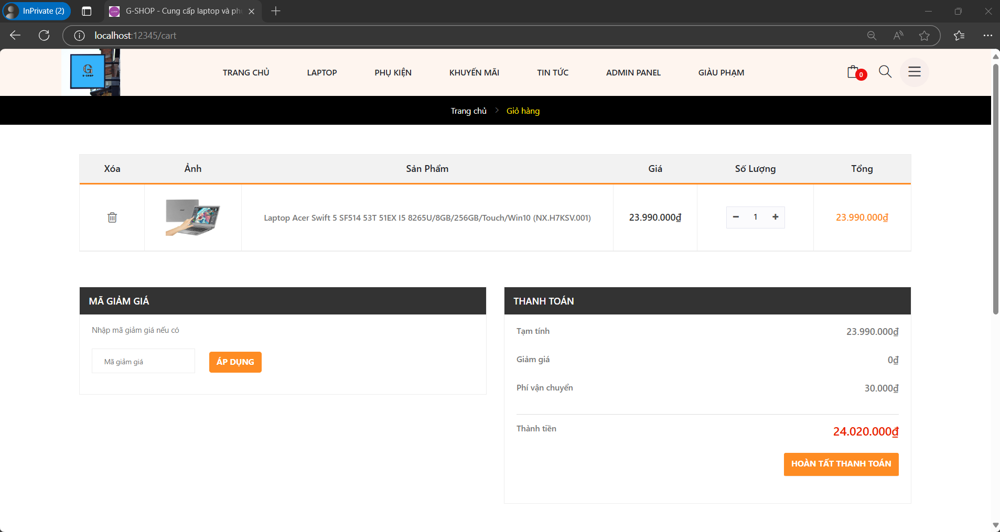 InPrivate (2)
G-SHOP - Cung cấp laptop và ph
localhost:12345/cart
G
G-SHOP
TRANG CHỦ LAPTOP PHỤ KIỆN KHUYẾN MÃI TIN TỨC ADMIN PANEL GIÀU PHẠM
0
Trang chủ > Giỏ hàng
Xóa Ảnh Sản Phẩm Giá Số Lượng Tổng
Laptop Acer Swift 5 SF514 53T 51EX I5 8265U/8GB/256GB/Touch/Win10 (NX.H7KSV.001) 23.990.000₫ − 1 + 23.990.000₫
MÃ GIẢM GIÁ
Nhập mã giảm giá nếu có
Mã giảm giá ÁP DỤNG
THANH TOÁN
Tạm tính 23.990.000₫
Giảm giá 0₫
Phí vận chuyển 30.000₫
Thành tiền 24.020.000₫
HOÀN TẤT THANH TOÁN